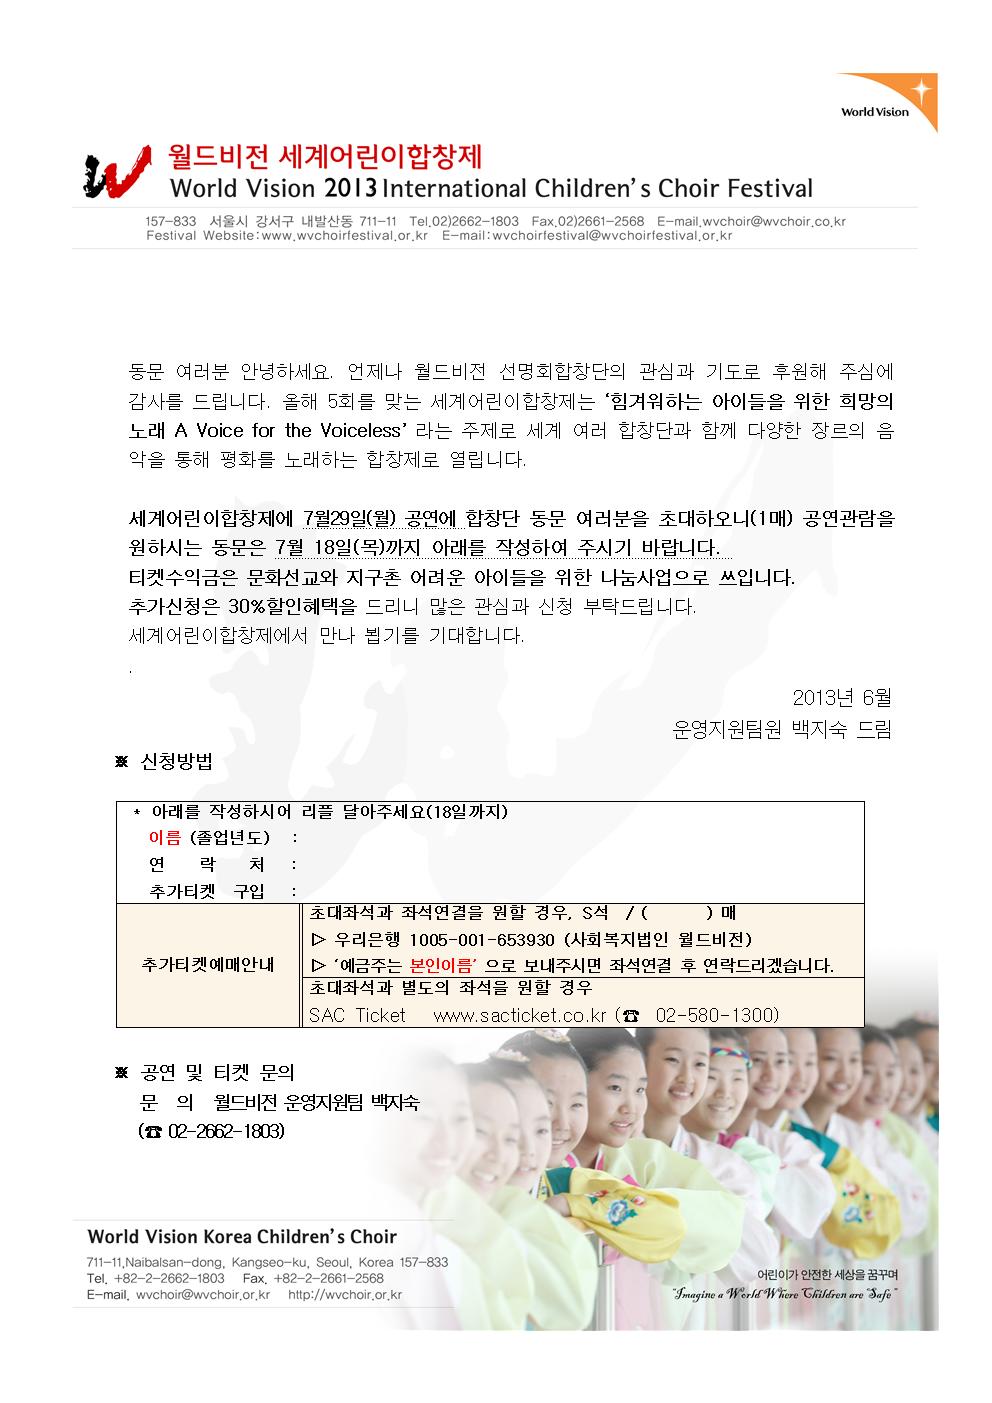 World Vision
월드비전 세계어린이합창제
World Vision 2013 International Children's Choir Festival
157-833 서울시 강서구 내발산동 711-11 Tel.02)2662-1803 Fax.02)2661-2568 E-mail.wvchoir@wvchoir.co.kr
Festival Website:www.wvchoirfestival.or.kr E-mail:wvchoirfestival@wvchoirfestival.or.kr
동문 여러분 안녕하세요. 언제나 월드비전 선명회합창단의 관심과 기도로 후원해 주심에
감사를 드립니다. 올해 5회를 맞는 세계어린이합창제는 ‘힘겨워하는 아이들을 위한 희망의
노래 A Voice for the Voiceless’ 라는 주제로 세계 여러 합창단과 함께 다양한 장르의 음
악을 통해 평화를 노래하는 합창제로 열립니다.
세계어린이합창제에 7월29일(월) 공연에 합창단 동문 여러분을 초대하오니(1매) 공연관람을
원하시는 동문은 7월 18일(목)까지 아래를 작성하여 주시기 바랍니다.
티켓수익금은 문화선교와 지구촌 어려운 아이들을 위한 나눔사업으로 쓰입니다.
추가신청은 30%할인혜택을 드리니 많은 관심과 신청 부탁드립니다.
세계어린이합창제에서 만나 뵙기를 기대합니다.
.
2013년 6월
운영지원팀원 백지숙 드림
※ 신청방법
* 아래를 작성하시어 리플 달아주세요(18일까지)
이름 (졸업년도) :
연 락 처 :
추가티켓 구입 :
추가티켓예매안내
초대좌석과 좌석연결을 원할 경우, S석 / ( ) 매
▷ 우리은행 1005-001-653930 (사회복지법인 월드비전)
▷ ‘예금주는 본인이름’ 으로 보내주시면 좌석연결 후 연락드리겠습니다.
초대좌석과 별도의 좌석을 원할 경우
SAC Ticket www.sacticket.co.kr (☎ 02-580-1300)
※ 공연 및 티켓 문의
문 의 월드비전 운영지원팀 백지숙
(☎ 02-2662-1803)
World Vision Korea Children's Choir
711-11,Naibalsan-dong, Kangseo-ku, Seoul, Korea 157-833
Tel. +82-2-2662-1803 Fax. +82-2-2661-2568
E-mail. wvchoir@wvchoir.or.kr http://wvchoir.or.kr
어린이가 안전한 세상을 꿈꾸며
"Imagine a World Where Children are Safe"